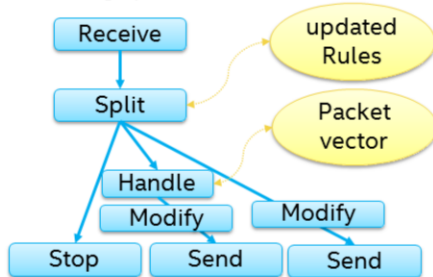 Receive
updated
Rules
Split
Packet
vector
Handle
Modify
Modify
Stop
Send
Send